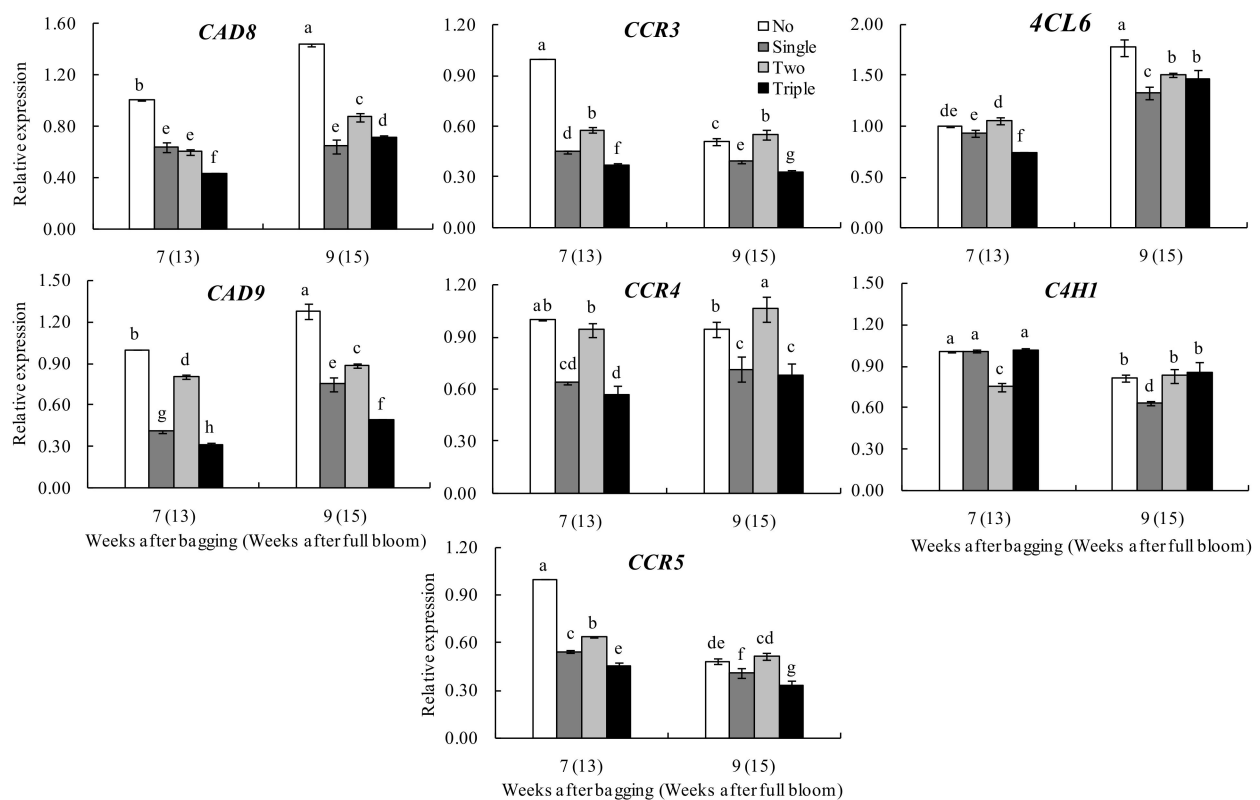 CAD8
Relative expression
1.60
1.20
0.80
0.40
0.00
b
e
e
f
a
e
c
d
7 (13)
9 (15)
CCR3
No
Single
Two
Triple
1.20
0.90
0.60
0.30
0.00
a
d
b
f
c
e
b
g
7 (13)
9 (15)
4CL6
2.00
1.50
1.00
0.50
0.00
de
e
d
f
a
c
b
b
7 (13)
9 (15)
CAD9
Relative expression
1.50
1.20
0.90
0.60
0.30
0.00
b
g
d
h
a
e
c
f
7 (13)
9 (15)
Weeks after bagging (Weeks after full bloom)
CCR4
1.20
0.90
0.60
0.30
0.00
ab
cd
b
d
b
c
a
c
7 (13)
9 (15)
C4H1
1.50
1.20
0.90
0.60
0.30
0.00
a
a
c
a
b
d
b
b
7 (13)
9 (15)
Weeks after bagging (Weeks after full bloom)
CCR5
Relative expression
1.20
0.90
0.60
0.30
0.00
a
c
b
e
de
f
cd
g
7 (13)
9 (15)
Weeks after bagging (Weeks after full bloom)